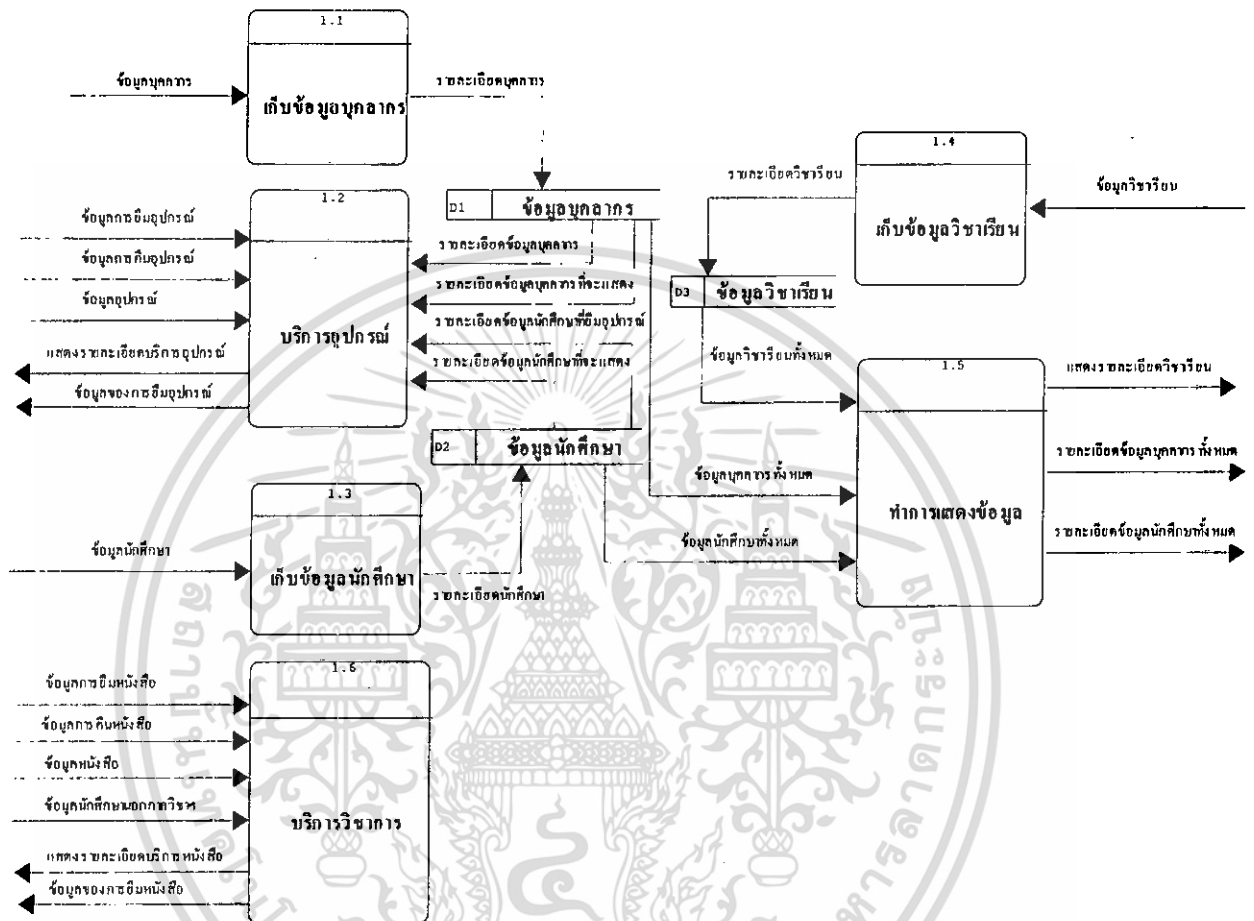 1.1
ข้อมูลบุคลากร
รายละเอียดบุคลากร
เก็บข้อมูลบุคลากร
1.4
รายละเอียดวิชาเรียน
ข้อมูลวิชาเรียน
เก็บข้อมูลวิชาเรียน
1.2
D1 ข้อมูลบุคลากร
ข้อมูลการยืมอุปกรณ์
ข้อมูลการคืนอุปกรณ์
ข้อมูลอุปกรณ์
แสดงรายละเอียดบริการอุปกรณ์
ข้อมูลของการยืมอุปกรณ์
บริการอุปกรณ์
รายละเอียดข้อมูลบุคลากร
รายละเอียดข้อมูลบุคลากรที่จะแสดง
รายละเอียดข้อมูลนักศึกษาที่ยืมอุปกรณ์
รายละเอียดข้อมูลนักศึกษาที่จะแสดง
D3 ข้อมูลวิชาเรียน
ข้อมูลวิชาเรียนทั้งหมด
1.5
แสดงรายละเอียดวิชาเรียน
รายละเอียดข้อมูลบุคลากรทั้งหมด
รายละเอียดข้อมูลนักศึกษาทั้งหมด
ทำการแสดงข้อมูล
D2 ข้อมูลนักศึกษา
ข้อมูลบุคลากรทั้งหมด
ข้อมูลนักศึกษาทั้งหมด
1.3
ข้อมูลนักศึกษา
เก็บข้อมูลนักศึกษา
รายละเอียดนักศึกษา
1.6
ข้อมูลการยืมหนังสือ
ข้อมูลการคืนหนังสือ
ข้อมูลหนังสือ
ข้อมูลนักศึกษานอกภาควิชา
แสดงรายละเอียดบริการหนังสือ
ข้อมูลของการยืมหนังสือ
บริการวิชาการ